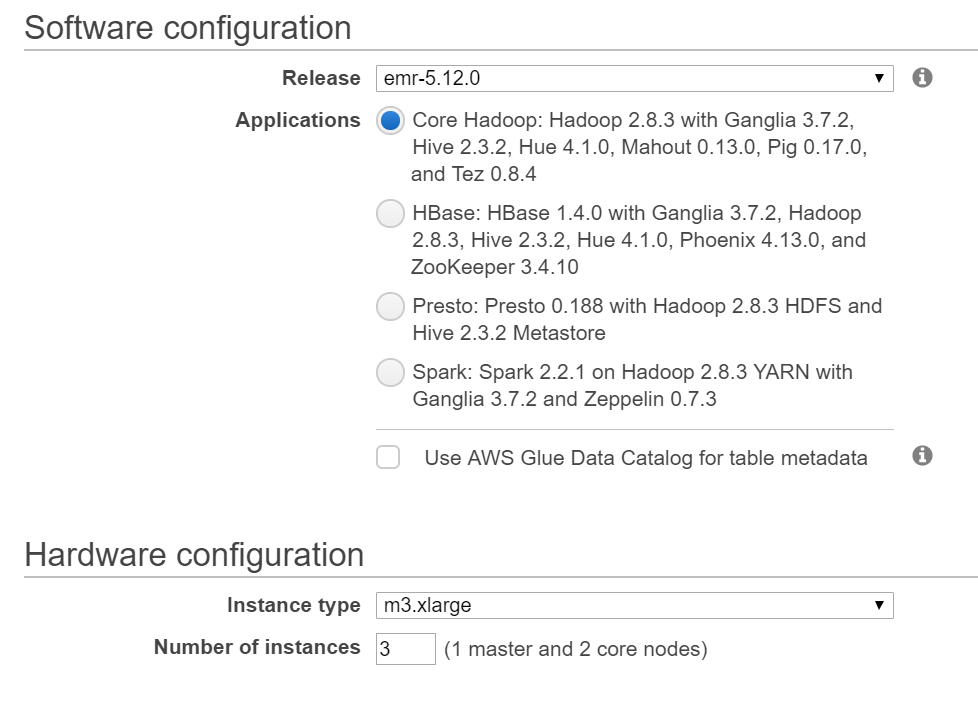 Software configuration
Release emr-5.12.0
Applications Core Hadoop: Hadoop 2.8.3 with Ganglia 3.7.2,
Hive 2.3.2, Hue 4.1.0, Mahout 0.13.0, Pig 0.17.0,
and Tez 0.8.4
HBase: HBase 1.4.0 with Ganglia 3.7.2, Hadoop
2.8.3, Hive 2.3.2, Hue 4.1.0, Phoenix 4.13.0, and
ZooKeeper 3.4.10
Presto: Presto 0.188 with Hadoop 2.8.3 HDFS and
Hive 2.3.2 Metastore
Spark: Spark 2.2.1 on Hadoop 2.8.3 YARN with
Ganglia 3.7.2 and Zeppelin 0.7.3
Use AWS Glue Data Catalog for table metadata
Hardware configuration
Instance type m3.xlarge
Number of instances 3 (1 master and 2 core nodes)